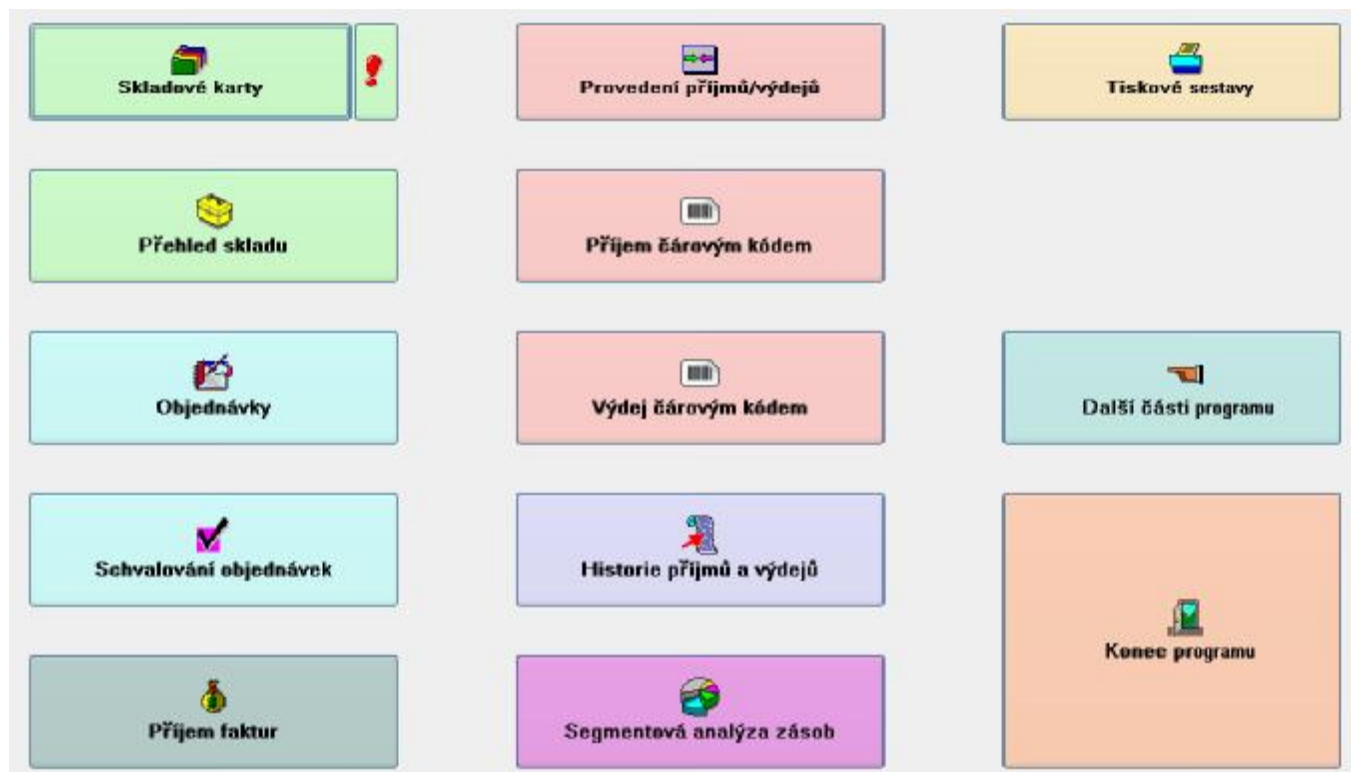 Skladové karty
Provedení příjmů/výdejů
Tiskové sestavy
Přehled skladu
Příjem čárovým kódem
Objednávky
Výdej čárovým kódem
Další části programu
Schvalování objednávek
Historie příjmů a výdejů
Konec programu
Příjem faktur
Segmentová analýza zásob